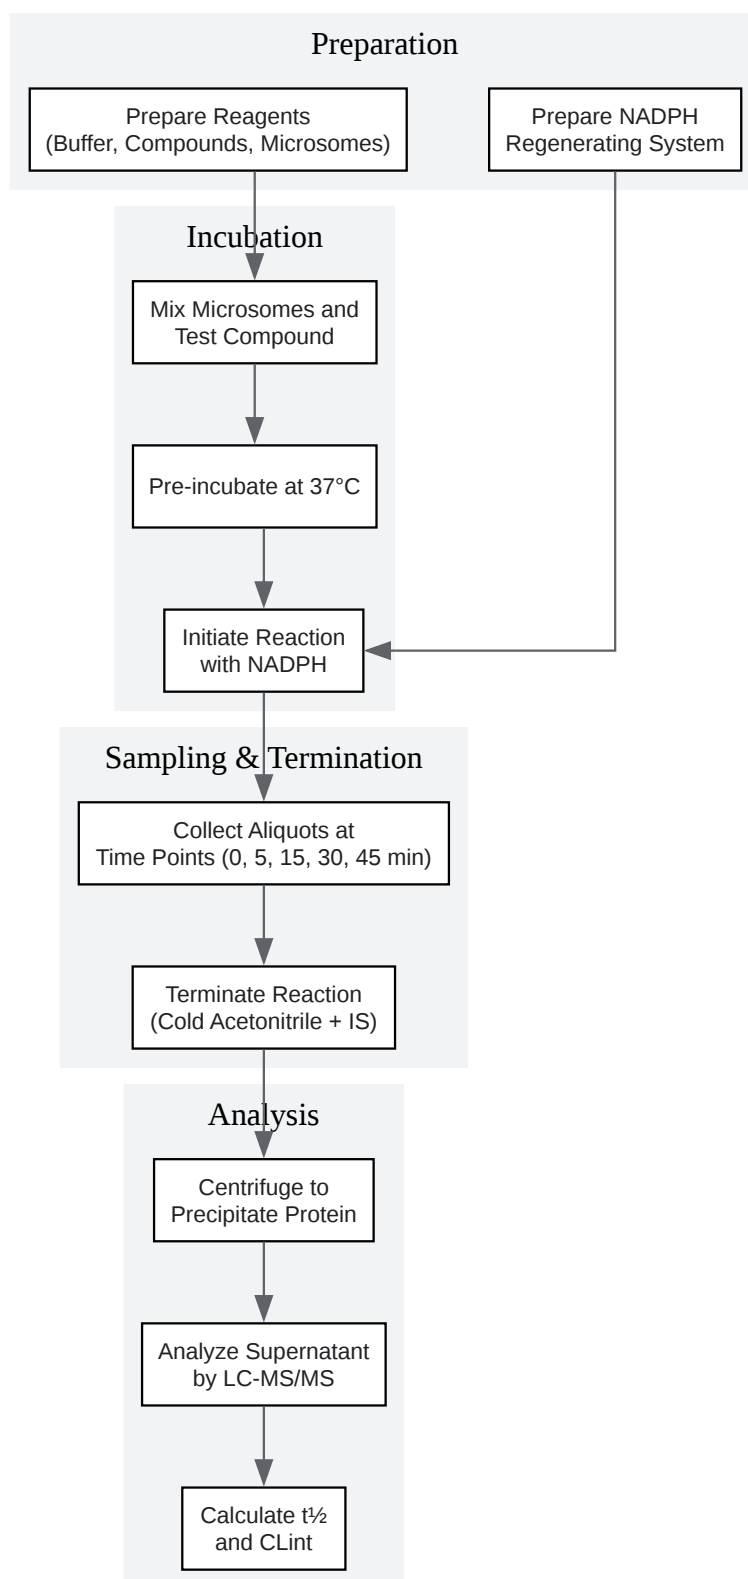 Preparation
Prepare Reagents
(Buffer, Compounds, Microsomes)
Prepare NADPH
Regenerating System
Incubation
Mix Microsomes and
Test Compound
Pre-incubate at 37°C
Initiate Reaction
with NADPH
Sampling & Termination
Collect Aliquots at
Time Points (0, 5, 15, 30, 45 min)
Terminate Reaction
(Cold Acetonitrile + IS)
Analysis
Centrifuge to
Precipitate Protein
Analyze Supernatant
by LC-MS/MS
Calculate t½
and CLint